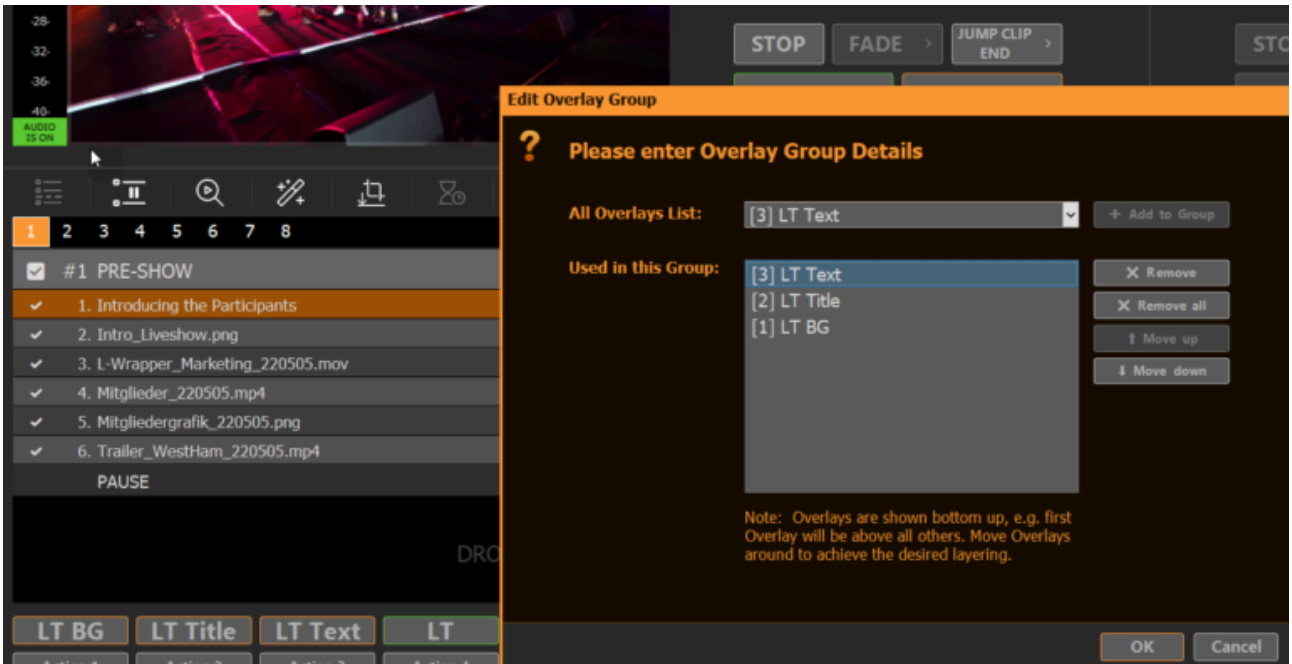 -28-
-32-
-36-
-40-
AUDIO
IS ON
STOP
FADE
JUMP CLIP
END
Edit Overlay Group
?
Please enter Overlay Group Details
All Overlays List:
[3] LT Text
+ Add to Group
Used in this Group:
[3] LT Text
[2] LT Title
[1] LT BG
X Remove
X Remove all
↑ Move up
↓ Move down
Note: Overlays are shown bottom up, e.g. first
Overlay will be above all others. Move Overlays
around to achieve the desired layering.
OK
Cancel
1 2 3 4 5 6 7 8
#1 PRE-SHOW
1. Introducing the Participants
2. Intro_Liveshow.png
3. L-Wrapper_Marketing_220505.mov
4. Mitglieder_220505.mp4
5. Mitgliedergrafik_220505.png
6. Trailer_WestHam_220505.mp4
PAUSE
LT BG
LT Title
LT Text
LT